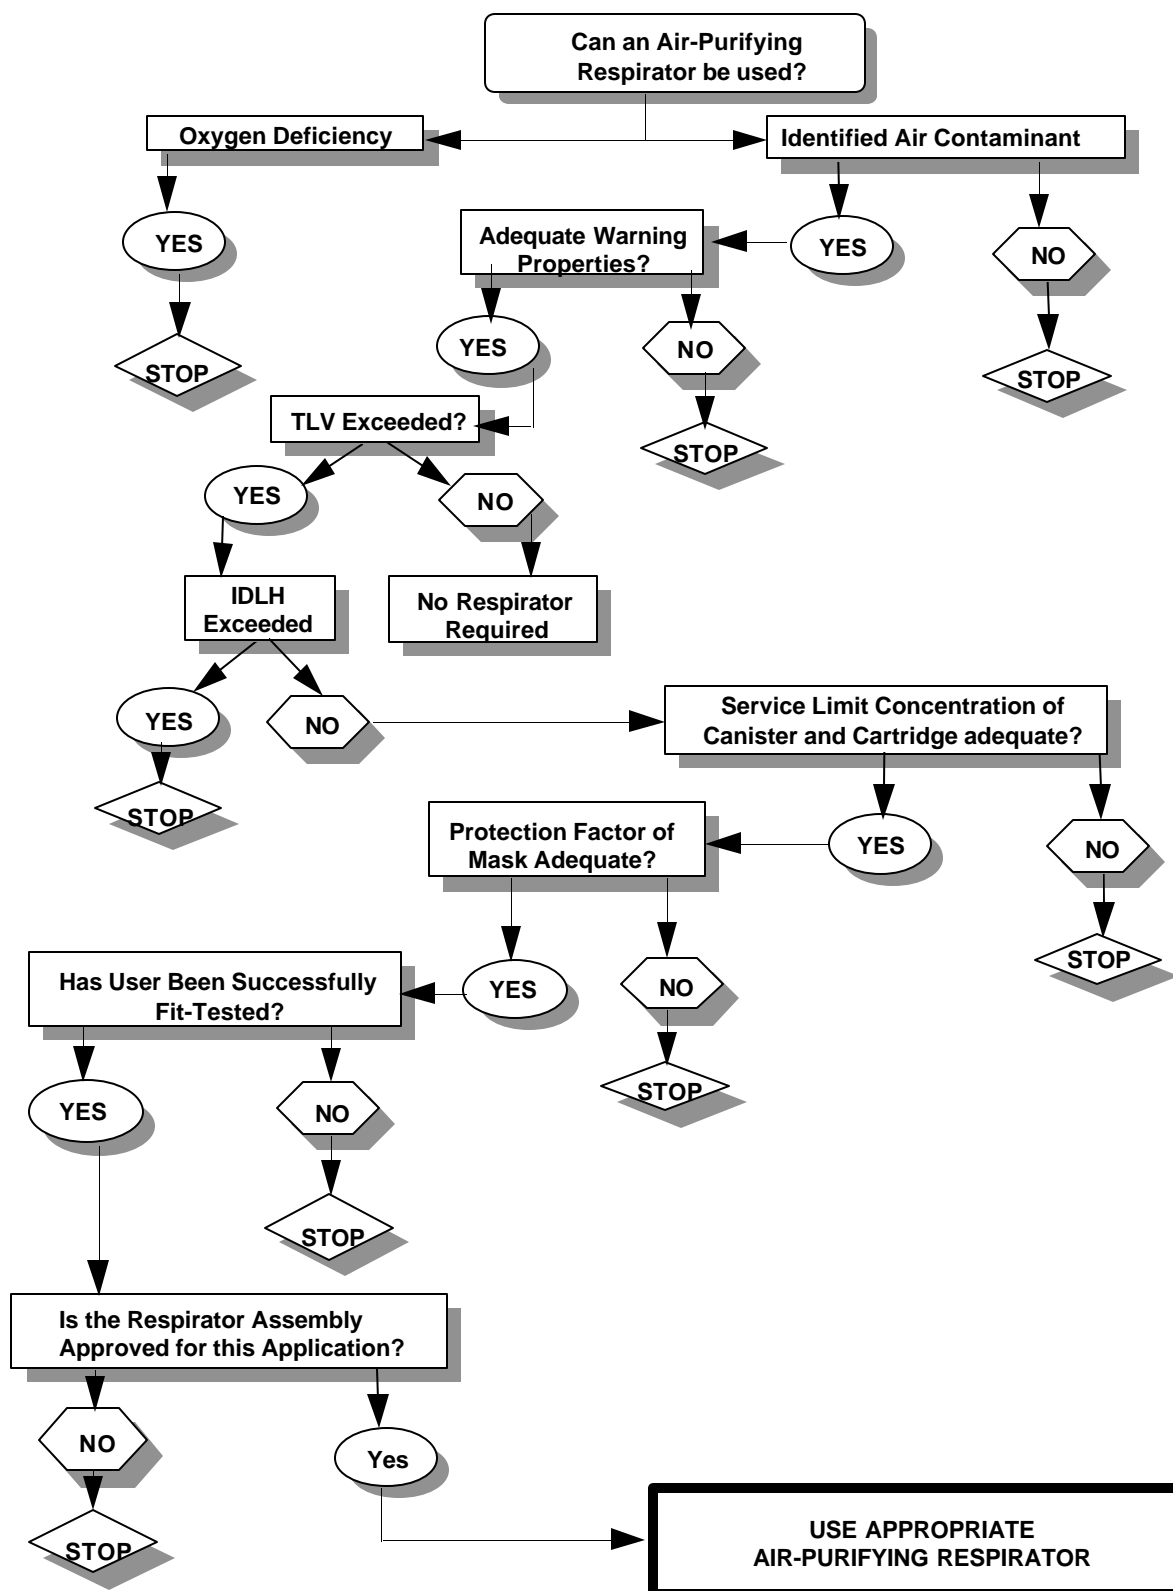 Can an Air-Purifying
Respirator be used?
Oxygen Deficiency
Identified Air Contaminant
YES
Adequate Warning
Properties?
YES
NO
STOP
YES
NO
STOP
TLV Exceeded?
STOP
YES
NO
IDLH
Exceeded
No Respirator
Required
YES
NO
Service Limit Concentration of
Canister and Cartridge adequate?
STOP
Protection Factor of
Mask Adequate?
YES
NO
Has User Been Successfully
Fit-Tested?
YES
NO
STOP
YES
NO
STOP
STOP
Is the Respirator Assembly
Approved for this Application?
NO
Yes
STOP
USE APPROPRIATE
AIR-PURIFYING RESPIRATOR